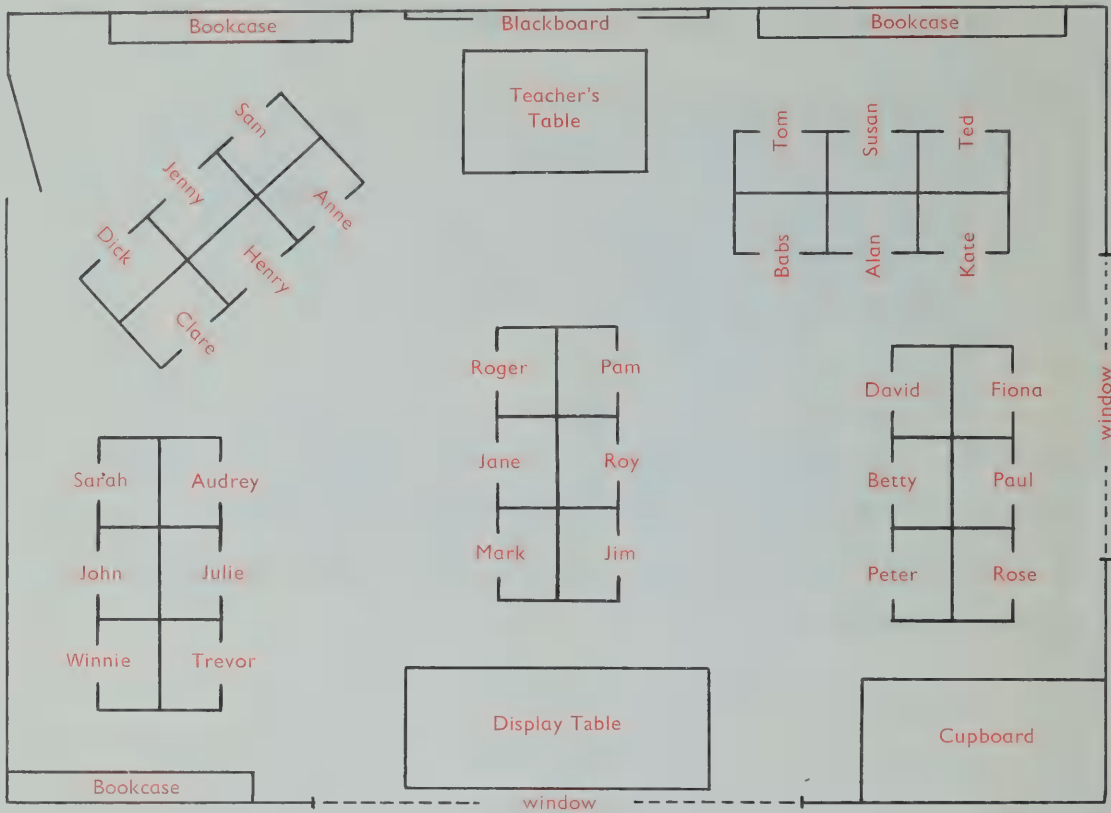 Bookcase
Blackboard
Bookcase
Teacher's
Table
Sam
Jenny
Dick
Anne
Henry
Clare
Tom
Susan
Ted
Babs
Alan
Kate
Roger
Pam
Jane
Roy
Mark
Jim
David
Fiona
Betty
Paul
Peter
Rose
window
Sarah
Audrey
John
Julie
Winnie
Trevor
Display Table
Cupboard
Bookcase
window